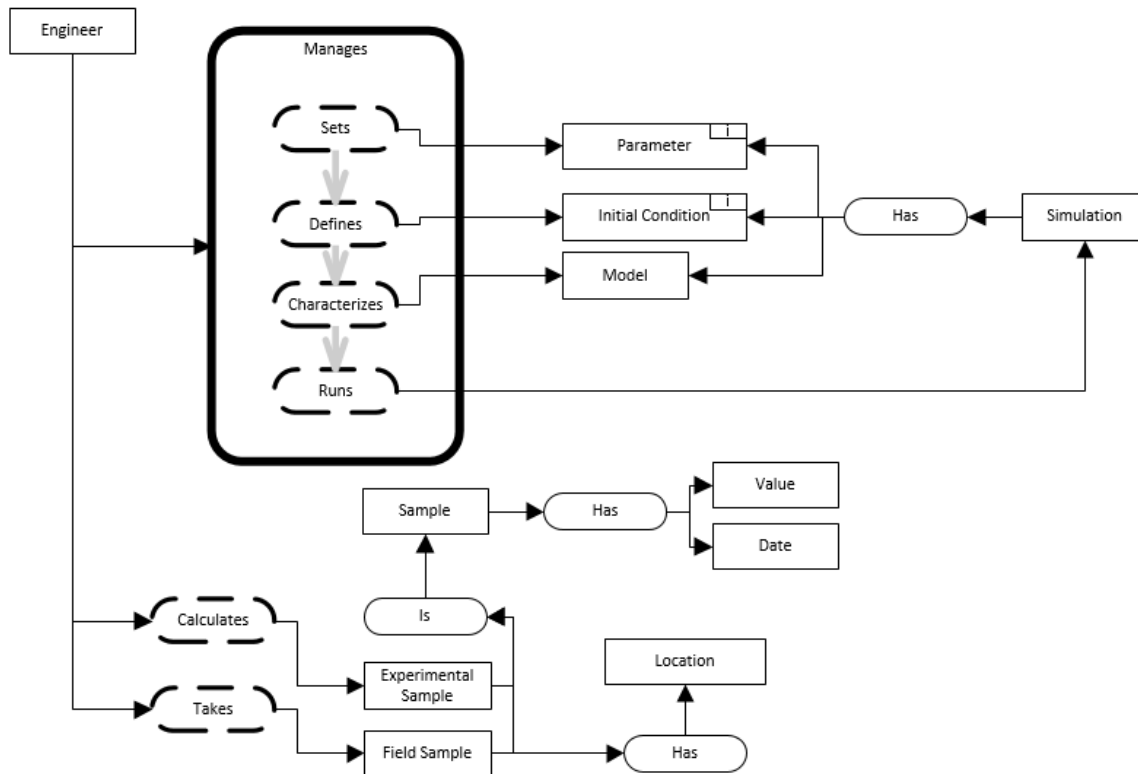 Engineer
Manages
Sets
i
Parameter
Defines
i
Initial Condition
Has
Simulation
Characterizes
Model
Runs
Sample
Has
Value
Date
Calculates
Is
Experimental
Sample
Location
Takes
Field Sample
Has